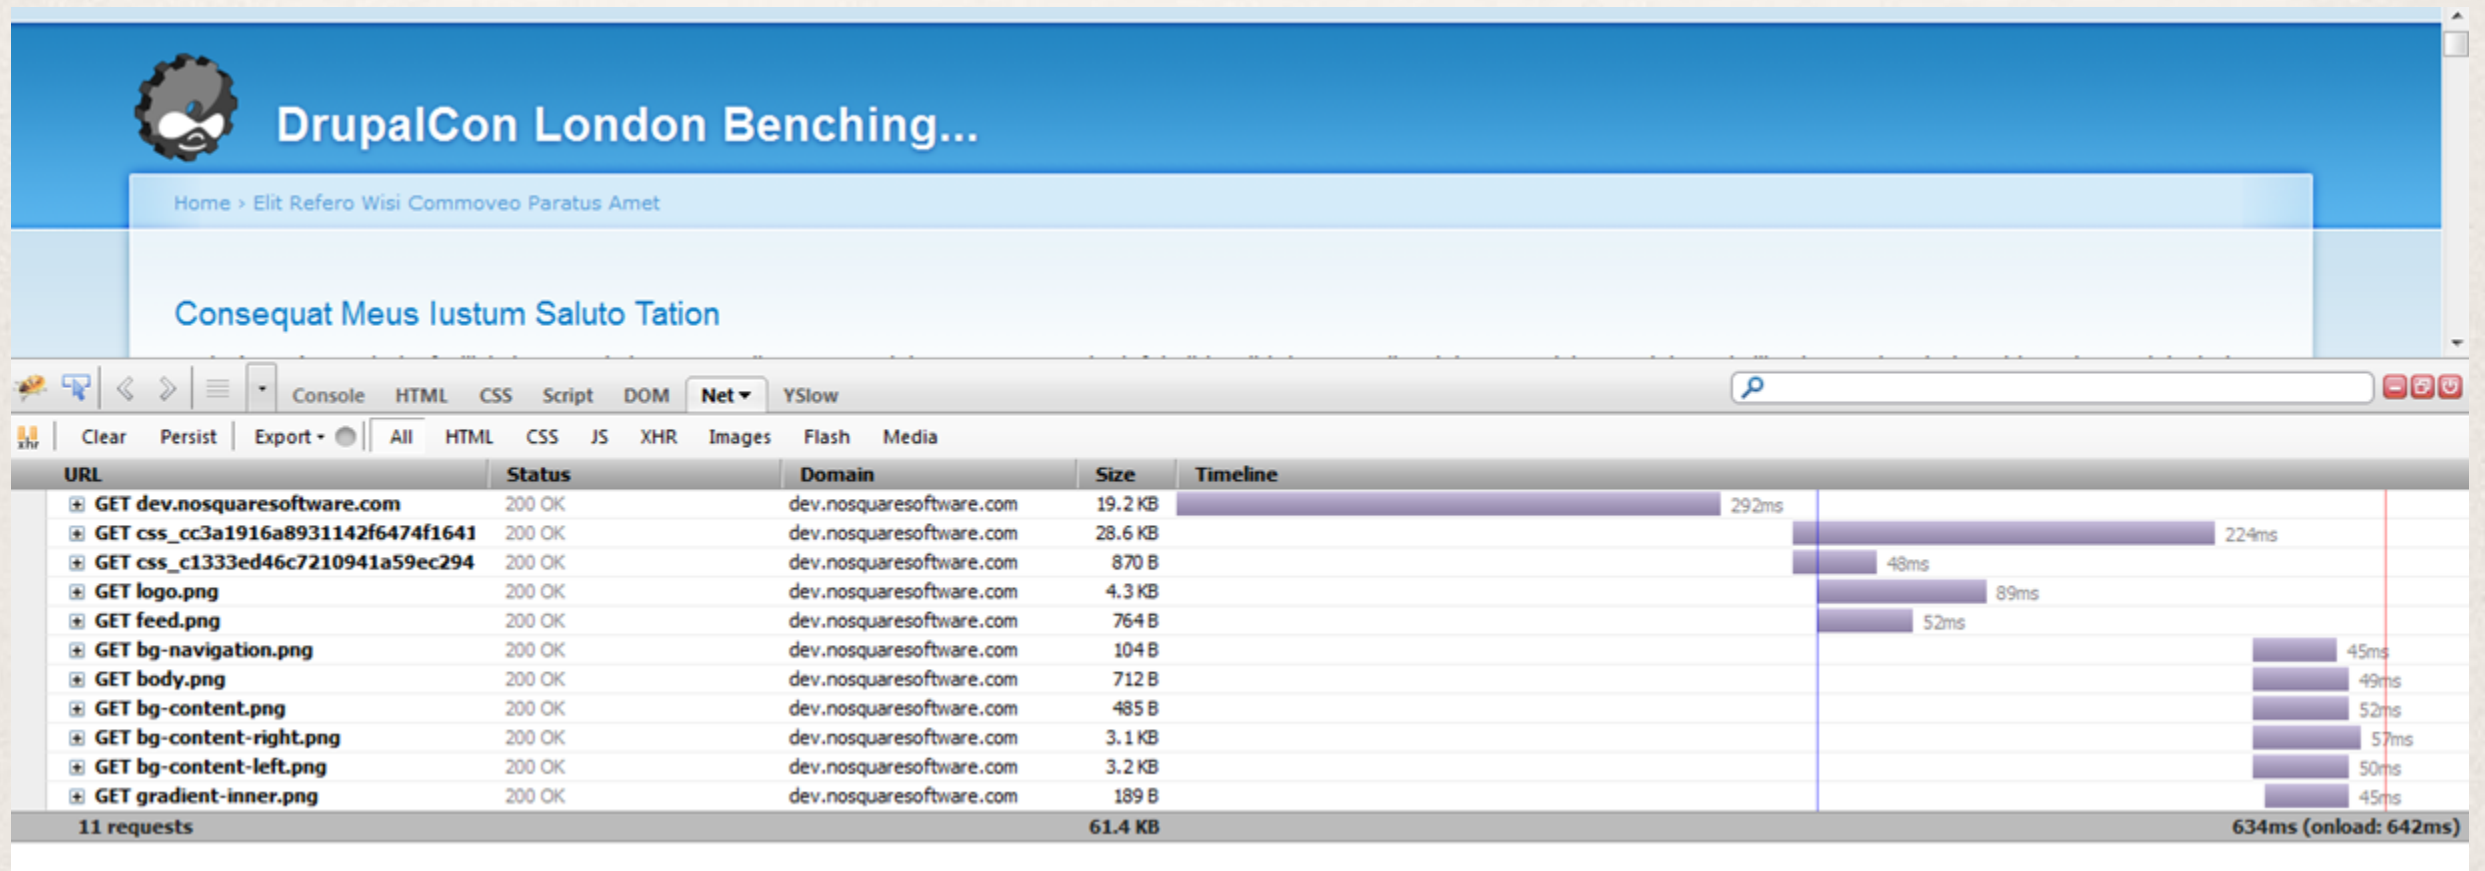 DrupalCon London Benching...
Home › Elit Refero Wisi Commoveo Paratus Amet
Consequat Meus Iustum Saluto Tation
Console HTML CSS Script DOM Net YSlow
xhr Clear Persist Export All HTML CSS JS XHR Images Flash Media
URL Status Domain Size Timeline
GET dev.nosquaresoftware.com 200 OK dev.nosquaresoftware.com 19.2 KB 292ms
GET css_cc3a1916a8931142f6474f1641 200 OK dev.nosquaresoftware.com 28.6 KB 224ms
GET css_c1333ed46c7210941a59ec294 200 OK dev.nosquaresoftware.com 870 B 48ms
GET logo.png 200 OK dev.nosquaresoftware.com 4.3 KB 89ms
GET feed.png 200 OK dev.nosquaresoftware.com 764 B 52ms
GET bg-navigation.png 200 OK dev.nosquaresoftware.com 104 B 45ms
GET body.png 200 OK dev.nosquaresoftware.com 712 B 49ms
GET bg-content.png 200 OK dev.nosquaresoftware.com 485 B 52ms
GET bg-content-right.png 200 OK dev.nosquaresoftware.com 3.1 KB 57ms
GET bg-content-left.png 200 OK dev.nosquaresoftware.com 3.2 KB 50ms
GET gradient-inner.png 200 OK dev.nosquaresoftware.com 189 B 45ms
11 requests 61.4 KB 634ms (onload: 642ms)